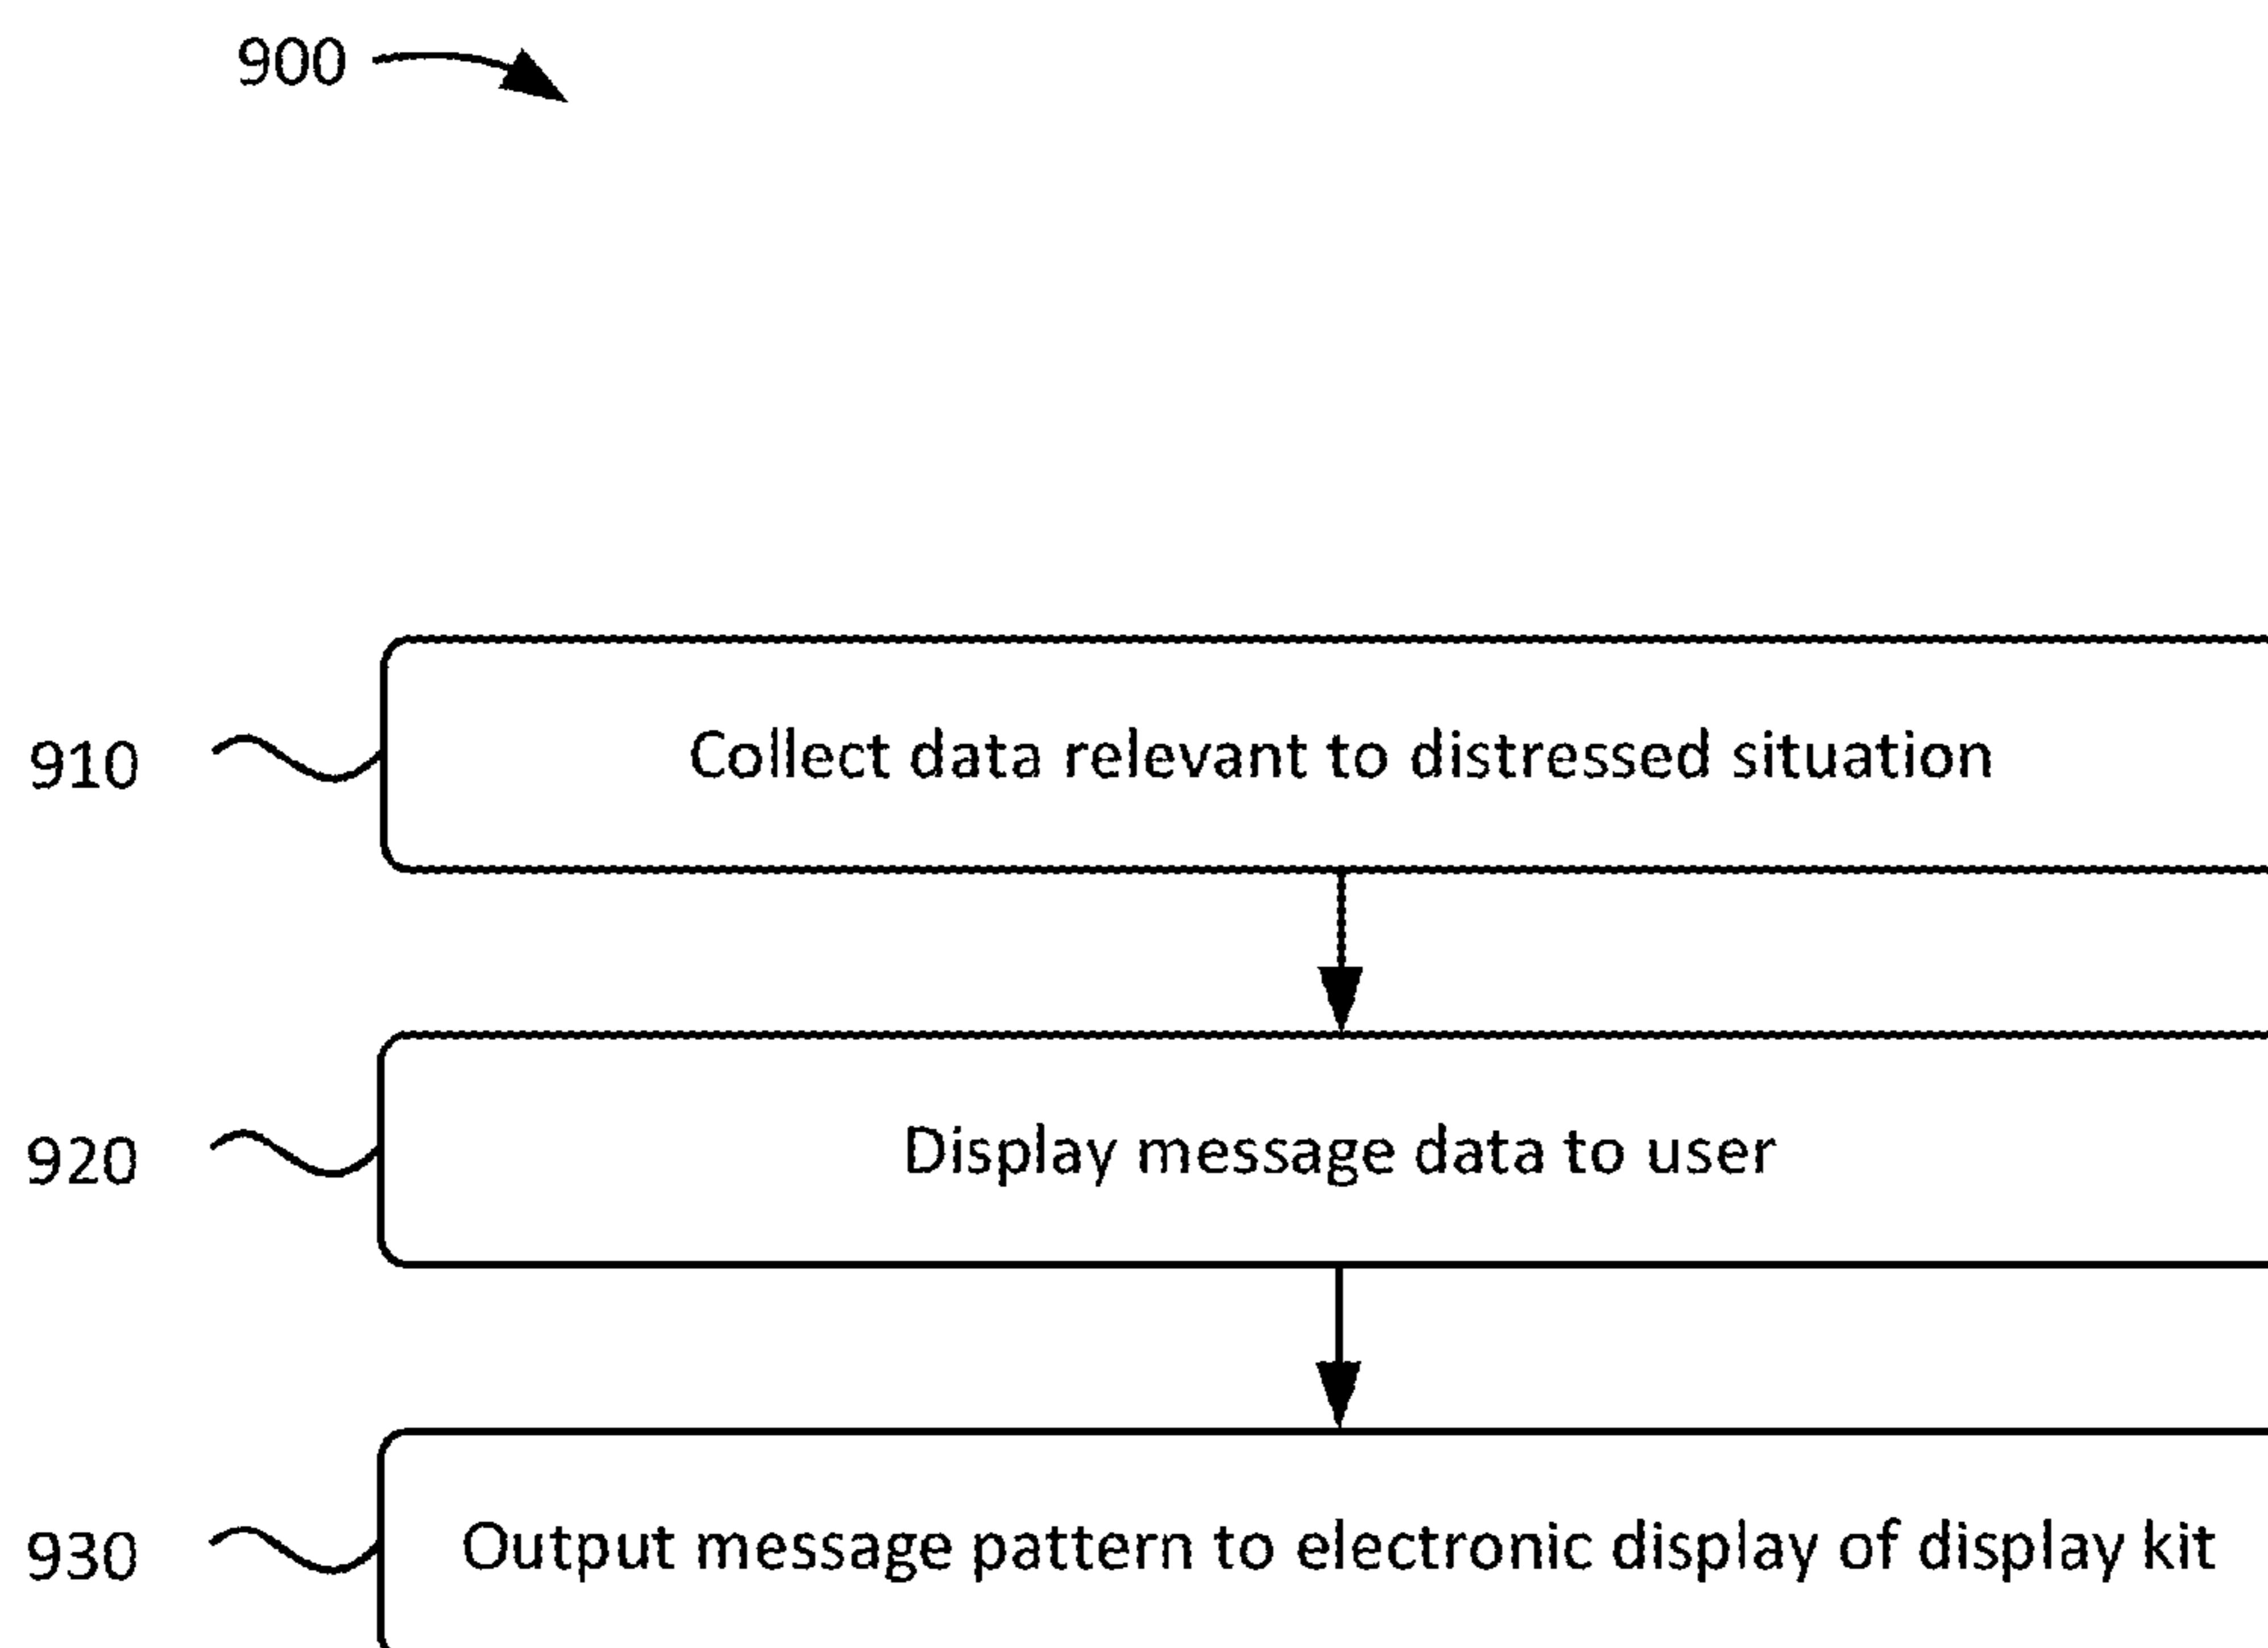 900
910 Collect data relevant to distressed situation
920 Display message data to user
930 Output message pattern to electronic display of display kit